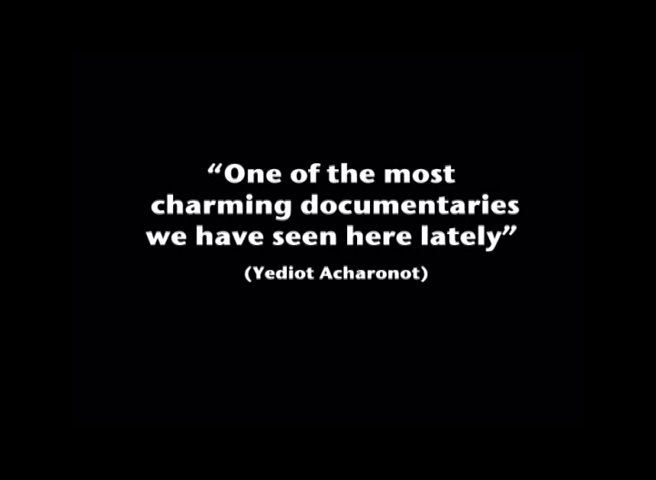 “One of the most
charming documentaries
we have seen here lately”
(Yediot Acharonot)